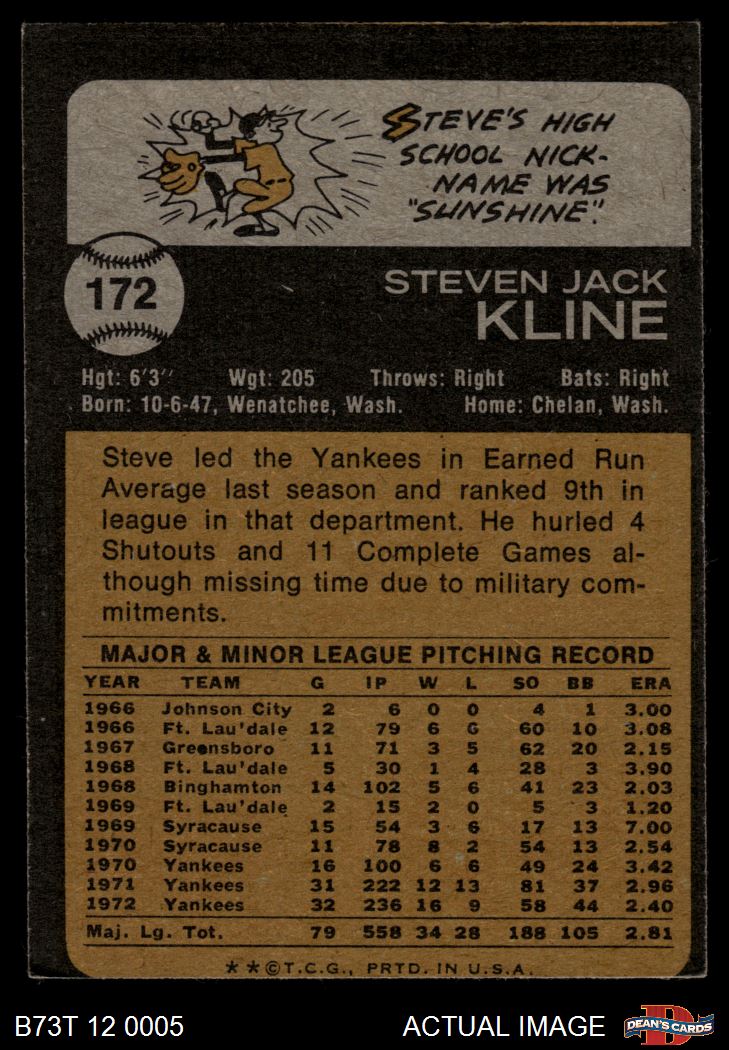 STEVE'S HIGH
SCHOOL NICK-
NAME WAS
"SUNSHINE".
172
STEVEN JACK
KLINE
Hgt: 6'3" Wgt: 205 Throws: Right Bats: Right
Born: 10-6-47, Wenatchee, Wash. Home: Chelan, Wash.
Steve led the Yankees in Earned Run
Average last season and ranked 9th in
league in that department. He hurled 4
Shutouts and 11 Complete Games al-
though missing time due to military com-
mitments.
MAJOR & MINOR LEAGUE PITCHING RECORD
YEAR TEAM G IP W L SO BB ERA
1966 Johnson City 2 6 0 0 4 1 3.00
1966 Ft. Lau'dale 12 79 6 6 60 10 3.08
1967 Greensboro 11 71 3 5 62 20 2.15
1968 Ft. Lau'dale 5 30 1 4 28 3 3.90
1968 Binghamton 14 102 5 6 41 23 2.03
1969 Ft. Lau'dale 2 15 2 0 5 3 1.20
1969 Syracause 15 54 3 6 17 13 7.00
1970 Syracause 11 78 8 2 54 13 2.54
1970 Yankees 16 100 6 6 49 24 3.42
1971 Yankees 31 222 12 13 81 37 2.96
1972 Yankees 32 236 16 9 58 44 2.40
Maj. Lg. Tot. 79 558 34 28 188 105 2.81
**©T.C.G., PRTD. IN U.S.A.
B73T 12 0005 ACTUAL IMAGE DEAN'S CARDS